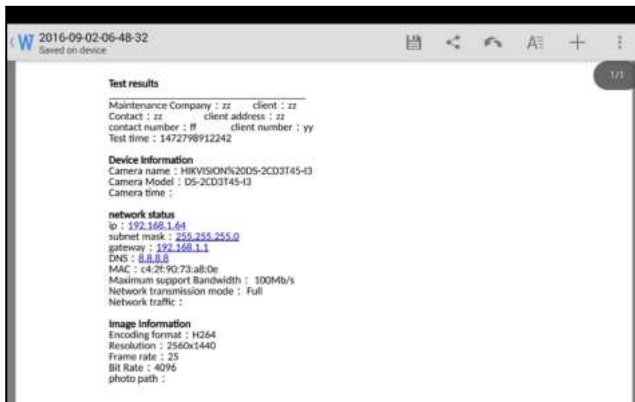 2016-09-02-06-48-32
Saved on device
1/1
Test results
Maintenance Company : zz client : zz
Contact : zz client address : zz
contact number : ff client number : yy
Test time : 1472798912242
Device Information
Camera name : HIKVISION%20DS-2CD3T45-I3
Camera Model : DS-2CD3T45-I3
Camera time :
network status
ip : 192.168.1.64
subnet mask : 255.255.255.0
gateway : 192.168.1.1
DNS : 8.8.8.8
MAC : c4:2f:90:73:a8:0e
Maximum support Bandwidth : 100Mb/s
Network transmission mode : Full
Network traffic :
Image Information
Encoding format : H264
Resolution : 2560x1440
Frame rate : 25
Bit Rate : 4096
photo path :